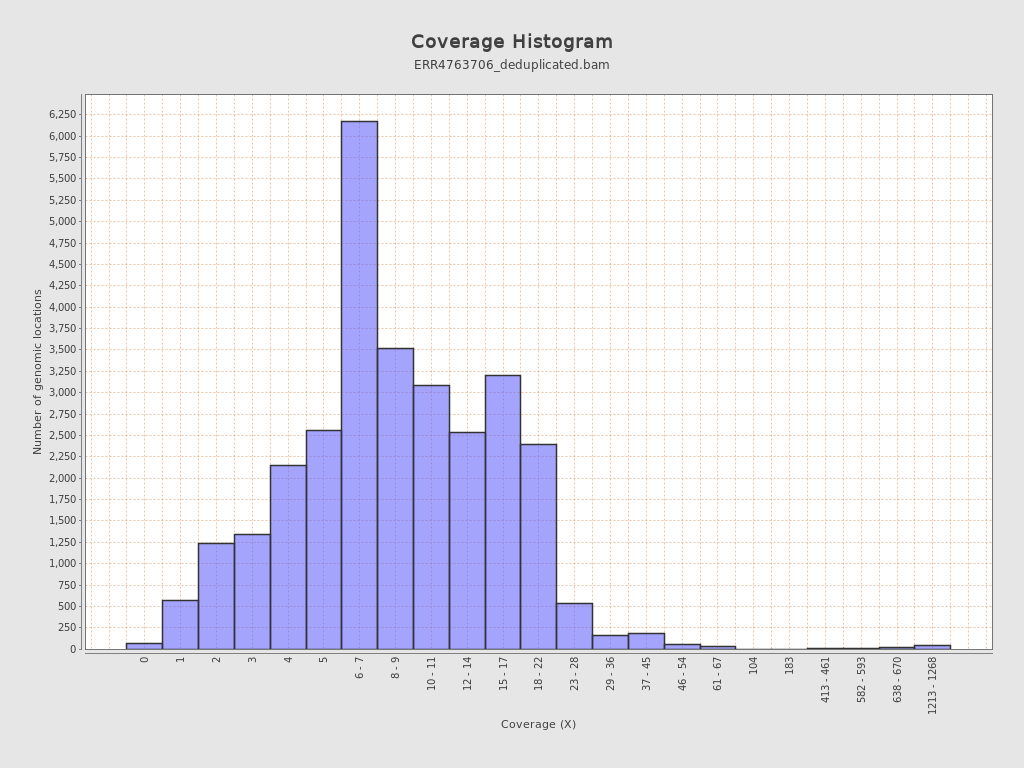 Coverage Histogram
ERR4763706_deduplicated.bam
Number of genomic locations
6,250
6,000
5,750
5,500
5,250
5,000
4,750
4,500
4,250
4,000
3,750
3,500
3,250
3,000
2,750
2,500
2,250
2,000
1,750
1,500
1,250
1,000
750
500
250
0
0
1
2
3
4
5
6 - 7
8 - 9
10 - 11
12 - 14
15 - 17
18 - 22
23 - 28
29 - 36
37 - 45
46 - 54
61 - 67
104
183
413 - 461
582 - 593
638 - 670
1213 - 1268
Coverage (X)